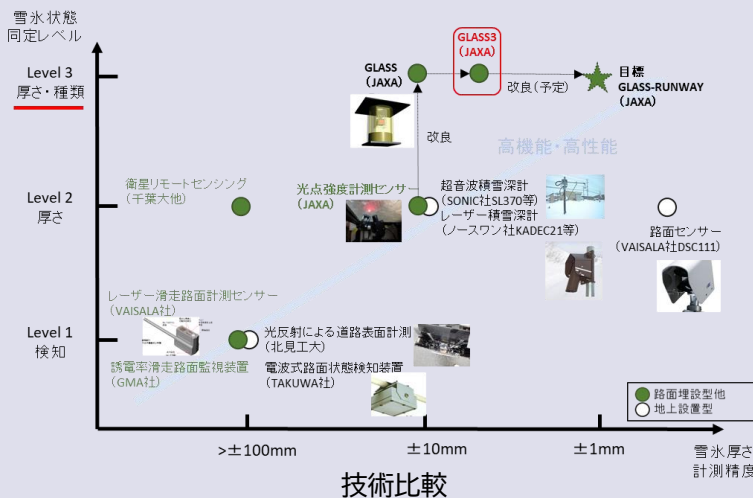 雪氷状態
同定レベル
Level 3
厚さ・種類
Level 2
厚さ
Level 1
検知
GLASS
(JAXA)
GLASS3
(JAXA)
改良(予定)
目標
GLASS-RUNWAY
(JAXA)
改良
高機能・高性能
衛星リモートセンシング
(千葉大他)
光点強度計測センサー
(JAXA)
超音波積雪深計
(SONIC社SL370等)
レーザー積雪深計
(ノースワン社KADEC21等)
路面センサー
(VAISALA社DSC111)
レーザー滑走路面計測センサー
(VAISALA社)
誘電率滑走路面監視装置
(GMA社)
光反射による道路表面計測
(北見工大)
電波式路面状態検知装置
(TAKUWA社)
路面埋設型他
地上設置型
>±100mm
±10mm
±1mm
雪氷厚さ
計測精度
技術比較